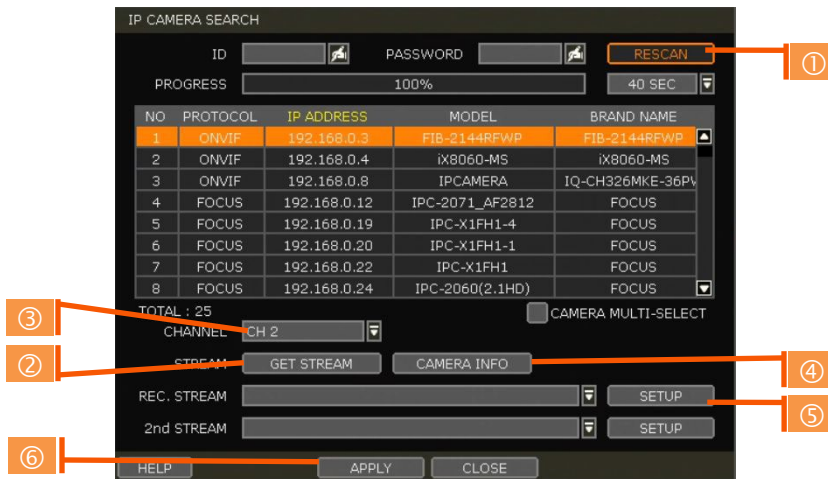 IP CAMERA SEARCH
ID PASSWORD RESCAN
①
PROGRESS 100% 40 SEC
NO PROTOCOL IP ADDRESS MODEL BRAND NAME
1 ONVIF 192.168.0.3 FIB-2144RFWP FIB-2144RFWP
2 ONVIF 192.168.0.4 iX8060-MS iX8060-MS
3 ONVIF 192.168.0.8 IPCAMERA IQ-CH326MKE-36PV
4 FOCUS 192.168.0.12 IPC-2071_AF2812 FOCUS
5 FOCUS 192.168.0.19 IPC-X1FH1-4 FOCUS
6 FOCUS 192.168.0.20 IPC-X1FH1-1 FOCUS
7 FOCUS 192.168.0.22 IPC-X1FH1 FOCUS
8 FOCUS 192.168.0.24 IPC-2060(2.1HD) FOCUS
TOTAL : 25 CAMERA MULTI-SELECT
③
CHANNEL CH 2
②
STREAM GET STREAM CAMERA INFO
④
REC. STREAM SETUP
⑤
2nd STREAM SETUP
⑥
HELP APPLY CLOSE